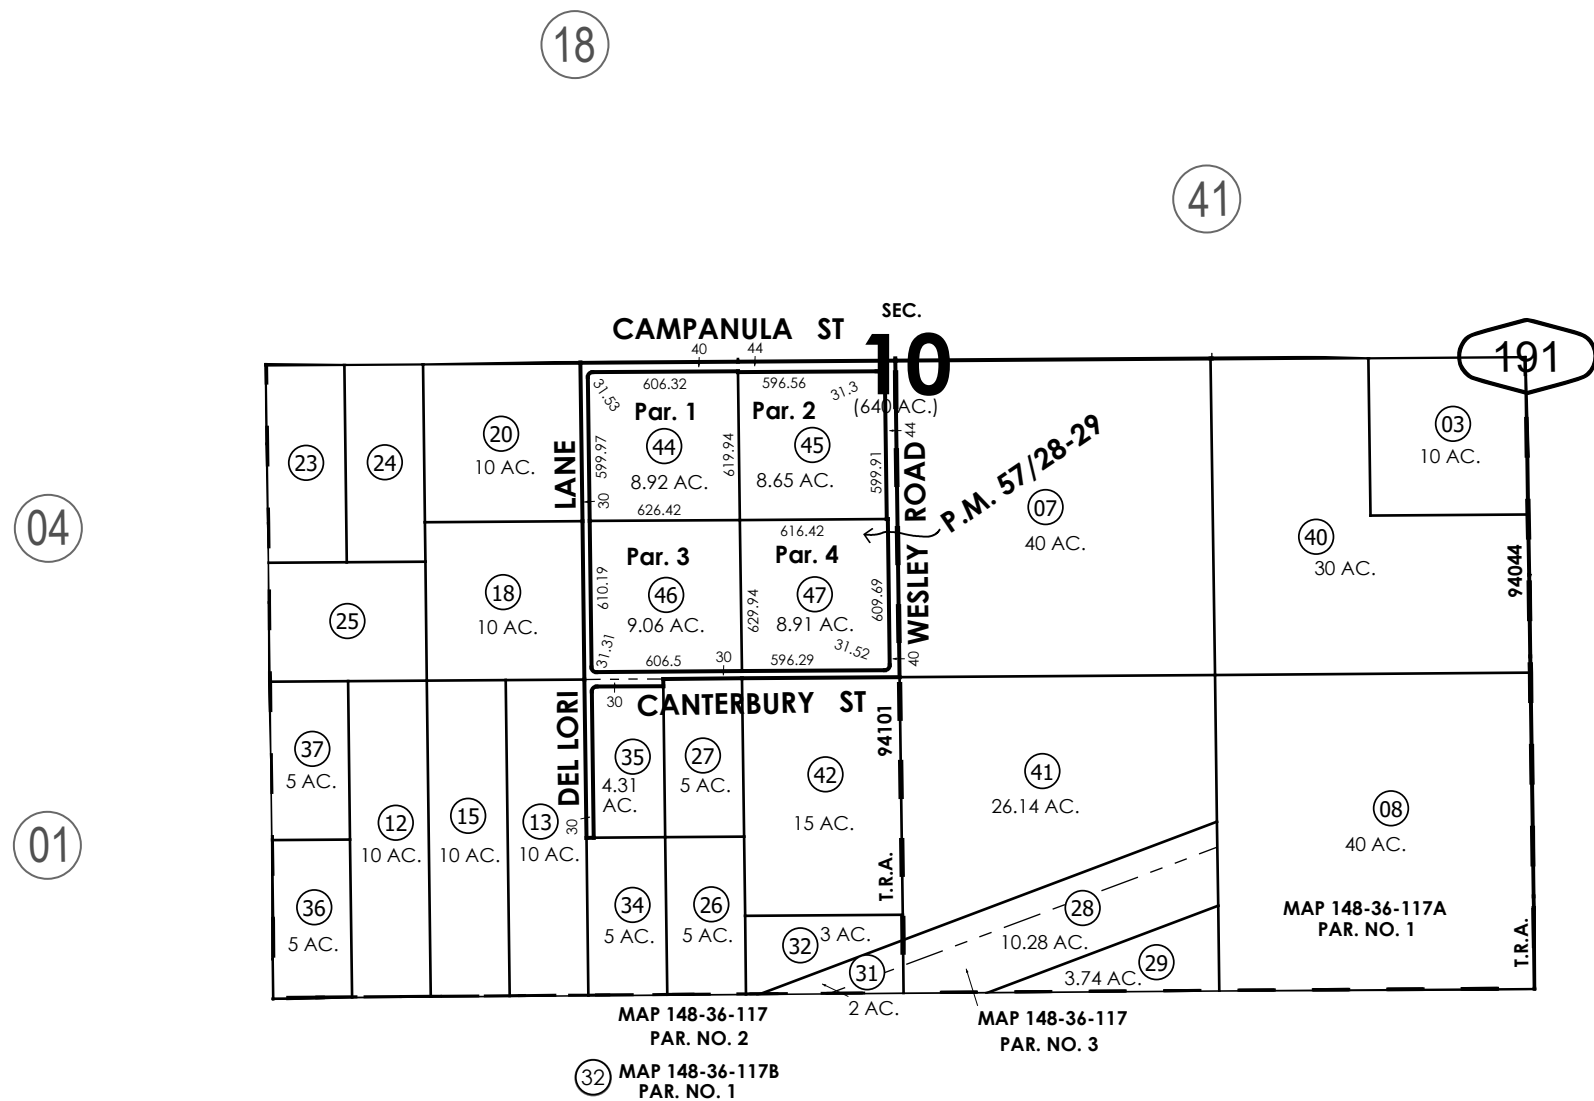 18
41
SEC.
10
(640 AC.)
CAMPANULA ST
40
44
191
31.53
606.32
596.56
31.3
Par. 1
Par. 2
44
03
10 AC.
20
10 AC.
23
24
LANE
599.97
44
8.92 AC.
619.94
45
8.65 AC.
599.91
WESLEY ROAD
P.M. 57/28-29
07
40 AC.
30
626.42
616.42
04
40
30 AC.
94044
Par. 3
Par. 4
610.19
46
9.06 AC.
629.94
47
8.91 AC.
609.69
18
10 AC.
25
31.31
606.5
30
596.29
31.52
40
30
CANTERBURY ST
DEL LORI
94101
37
5 AC.
35
4.31
AC.
27
5 AC.
42
15 AC.
41
26.14 AC.
08
40 AC.
12
10 AC.
15
10 AC.
13
10 AC.
30
01
T.R.A.
36
5 AC.
34
5 AC.
26
5 AC.
32
3 AC.
31
2 AC.
28
10.28 AC.
29
3.74 AC.
MAP 148-36-117A
PAR. NO. 1
T.R.A.
MAP 148-36-117
PAR. NO. 2
MAP 148-36-117
PAR. NO. 3
32
MAP 148-36-117B
PAR. NO. 1